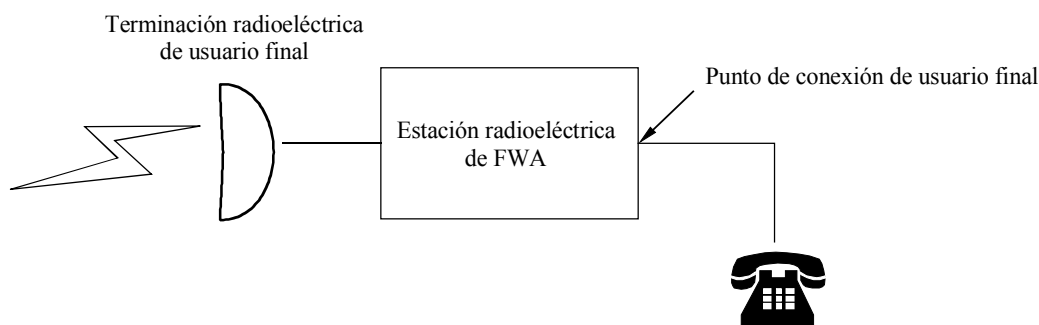 Terminación radioeléctrica
de usuario final
Punto de conexión de usuario final
Estación radioeléctrica
de FWA